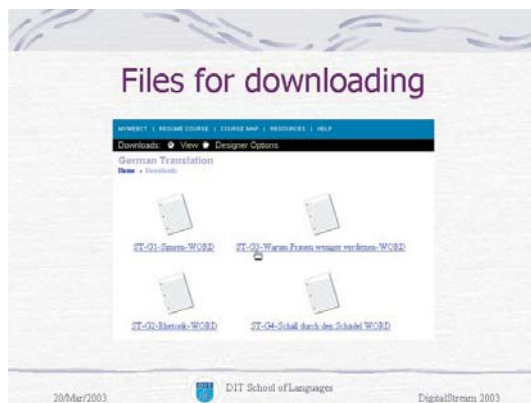 Files for downloading
MYWEBCT | RESUME COURSE | COURSE MAP | RESOURCES | HELP
Downloads: View Designer Options
German Translation
Home › Downloads
ST-G1-Spuren-WORD
ST-G3-Warum Frauen weniger verdienen-WORD
ST-G2-Rhetorik-WORD
ST-G4-Schall durch den Schädel WORD
DIT
DIT School of Languages
20/Mar/2003
DigitalStream 2003